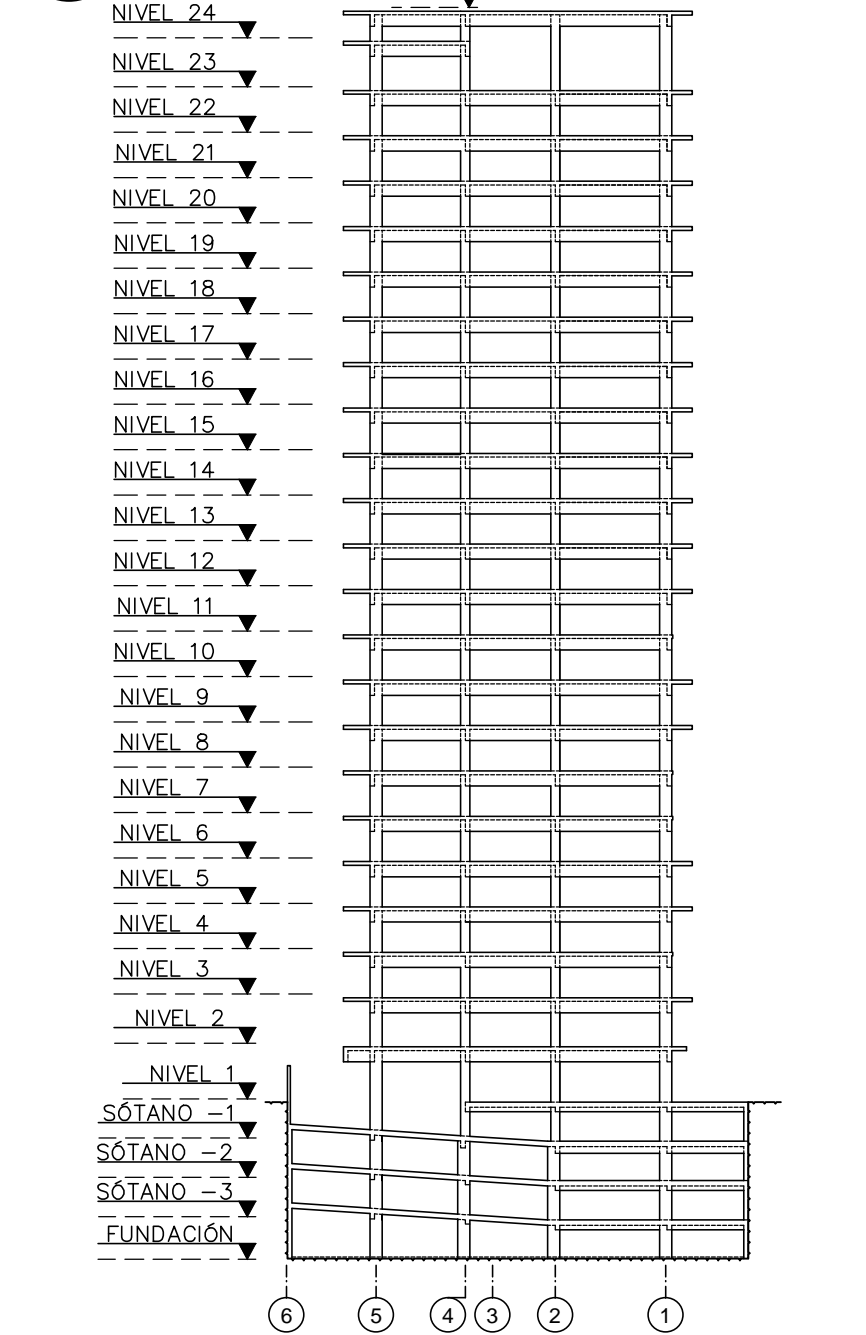 NIVEL 24
NIVEL 23
NIVEL 22
NIVEL 21
NIVEL 20
NIVEL 19
NIVEL 18
NIVEL 17
NIVEL 16
NIVEL 15
NIVEL 14
NIVEL 13
NIVEL 12
NIVEL 11
NIVEL 10
NIVEL 9
NIVEL 8
NIVEL 7
NIVEL 6
NIVEL 5
NIVEL 4
NIVEL 3
NIVEL 2
NIVEL 1
SÓTANO -1
SÓTANO -2
SÓTANO -3
FUNDACIÓN
6 5 4 3 2 1